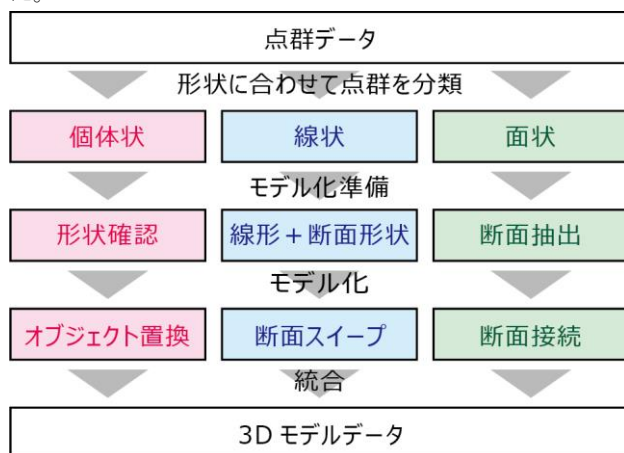 た。
点群データ
形状に合わせて点群を分類
個体状 線状 面状
モデル化準備
形状確認 線形+断面形状 断面抽出
モデル化
オブジェクト置換 断面スイープ 断面接続
統合
3D モデルデータ